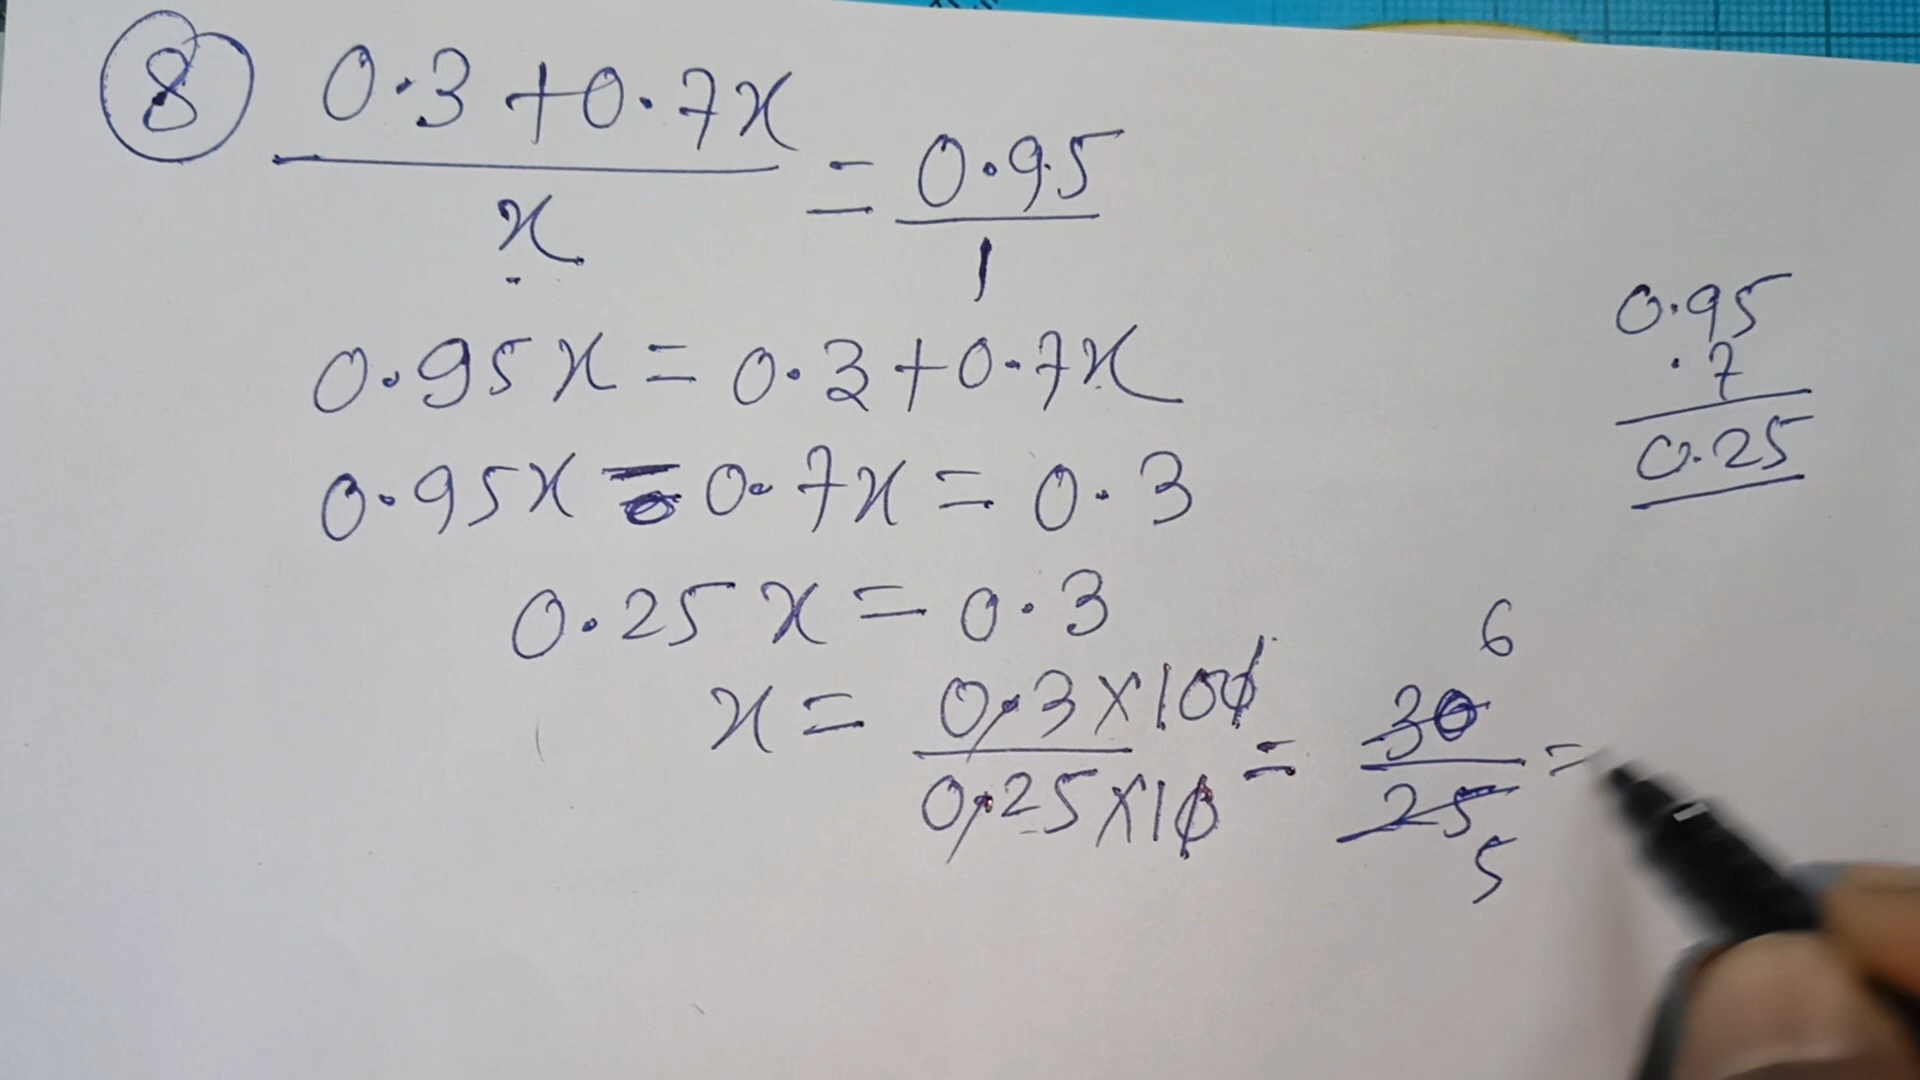 8 0.3+0.7x
x
= 0.95
1
0.95x = 0.3+0.7x
0.95x - 0.7x = 0.3
0.25x = 0.3
x = 0.3×100
0.25×10
= 30
25
6
5
=
0.95
.7
0.25